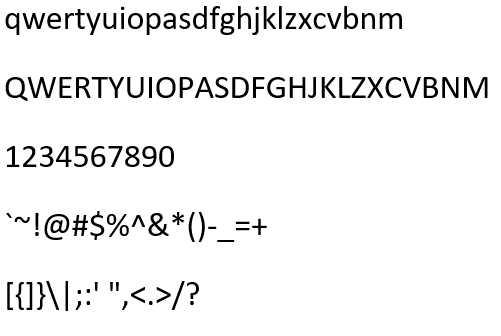 qwertyuiopasdfghjklzxcvbnm
QWERTYUIOPASDFGHJKLZXCVBNM
1234567890
`~!@#$%^&*()-_=+
[{]}\|;:' ",<.>/?